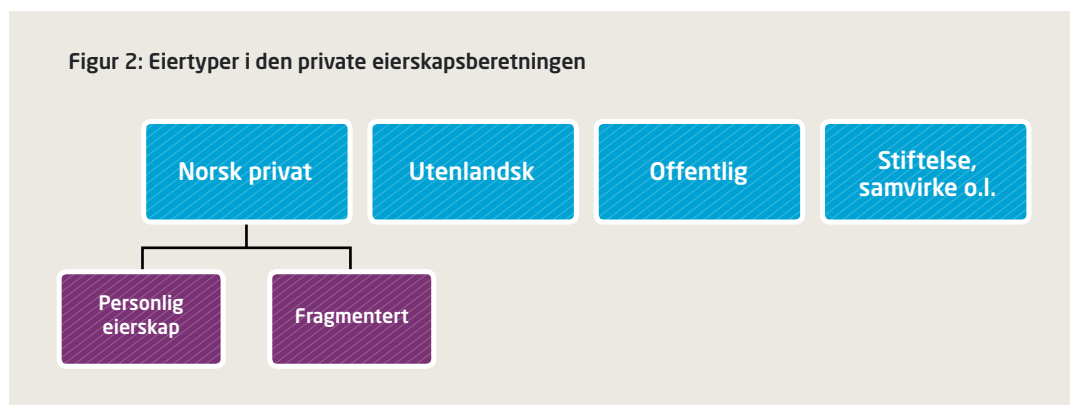 Figur 2: Eiertyper i den private eierskapsberetningen
Norsk privat
Utenlandsk
Offentlig
Stiftelse,
samvirke o.l.
Personlig
eierskap
Fragmentert